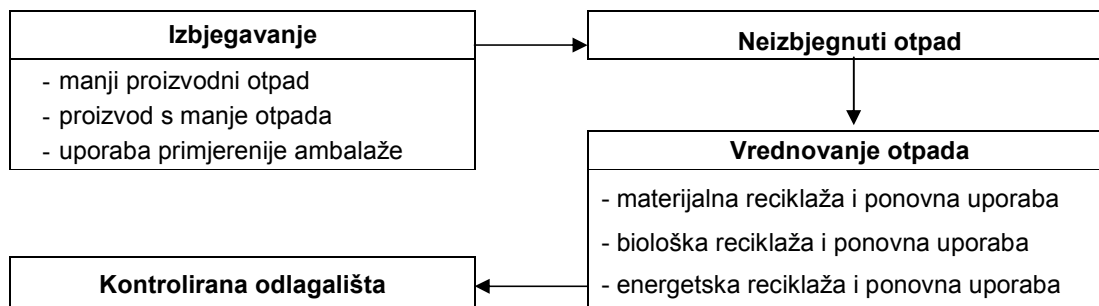 Izbjegavanje
- manji proizvodni otpad
- proizvod s manje otpada
- uporaba primjerenije ambalaže
Neizbjegnuti otpad
Vrednovanje otpada
- materijalna reciklaža i ponovna uporaba
- biološka reciklaža i ponovna uporaba
- energetska reciklaža i ponovna uporaba
Kontrolirana odlagališta